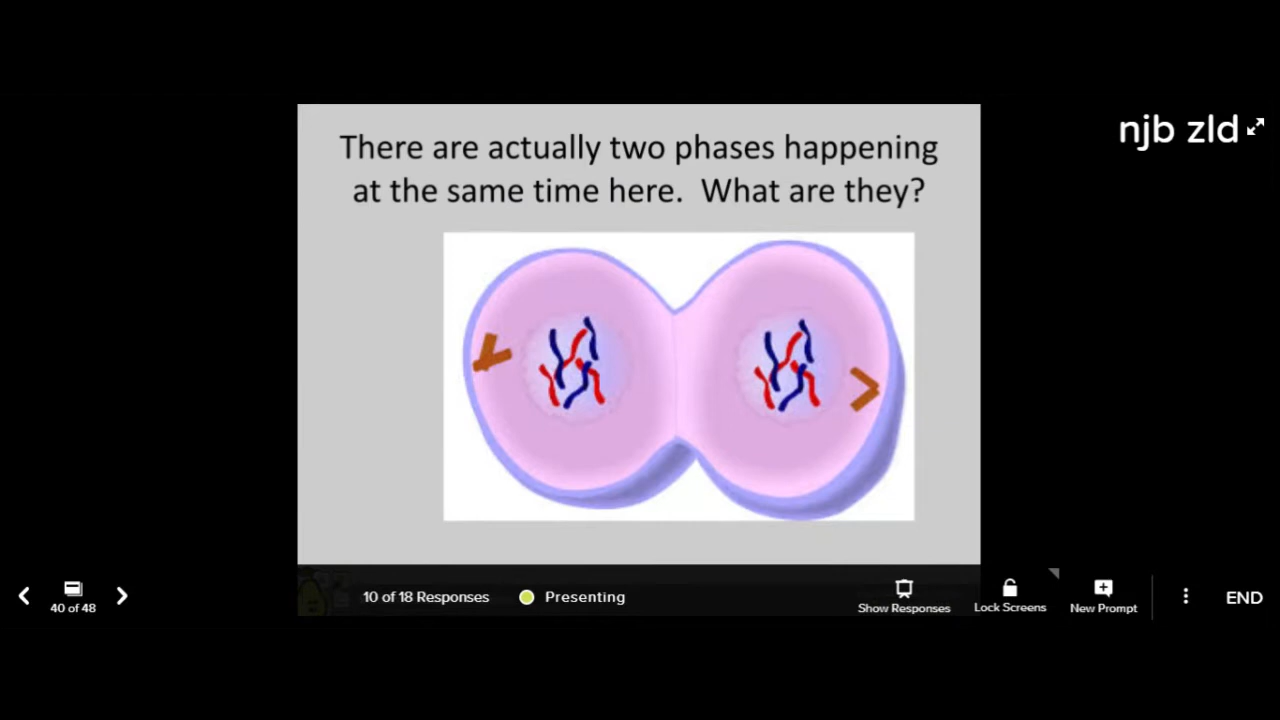 There are actually two phases happening
at the same time here. What are they?
njb zld
40 of 48
10 of 18 Responses
Presenting
Show Responses
Lock Screens
New Prompt
END